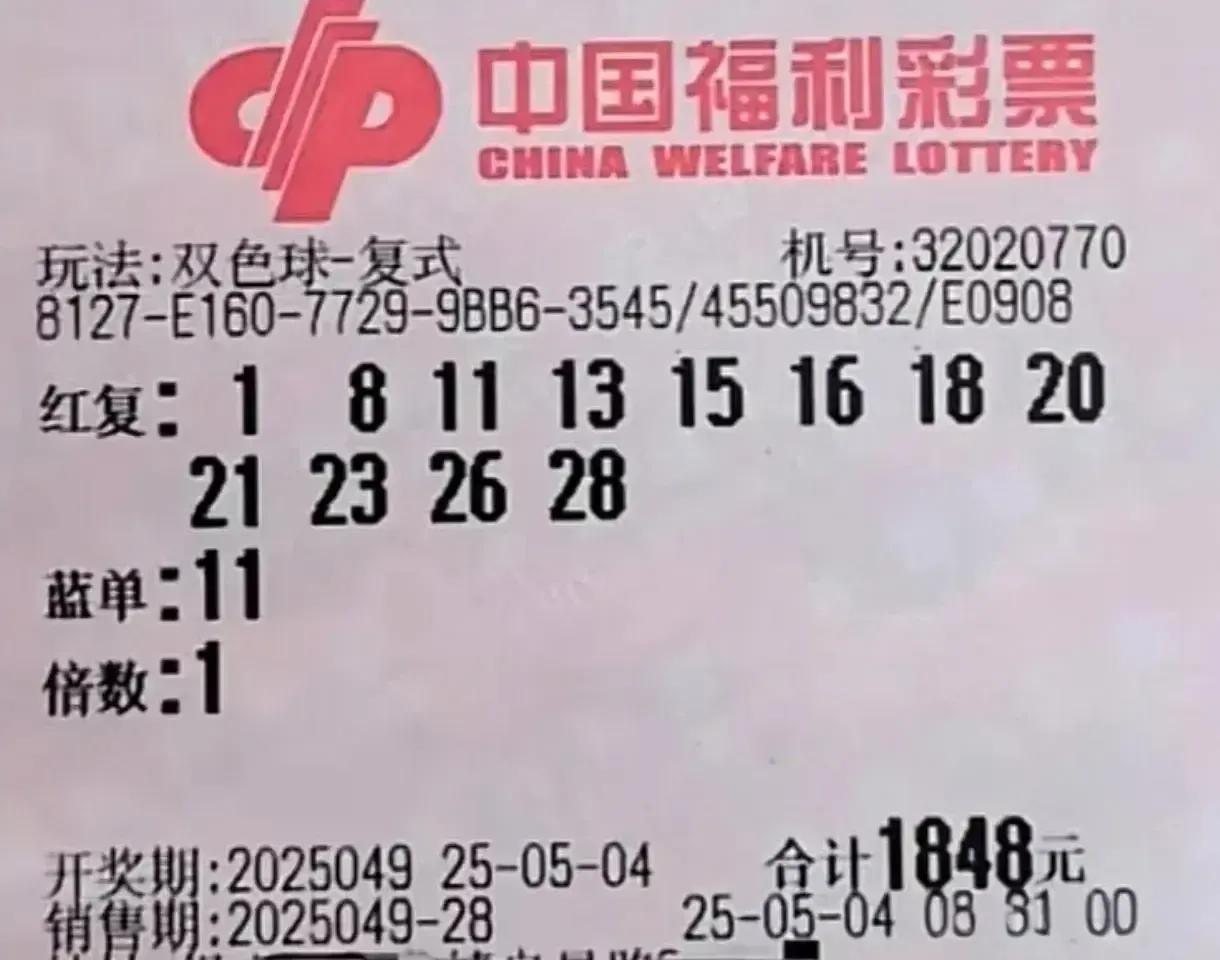 中国福利彩票
CHINA WELFARE LOTTERY
玩法:双色球-复式 机号:32020770
8127-E160-7729-9BB6-3545/45509832/E0908
红复: 1 8 11 13 15 16 18 20
21 23 26 28
蓝单:11
倍数:1
开奖期:2025049 25-05-04 合计1848元
销售期:2025049-28 25-05-04 08 31 00